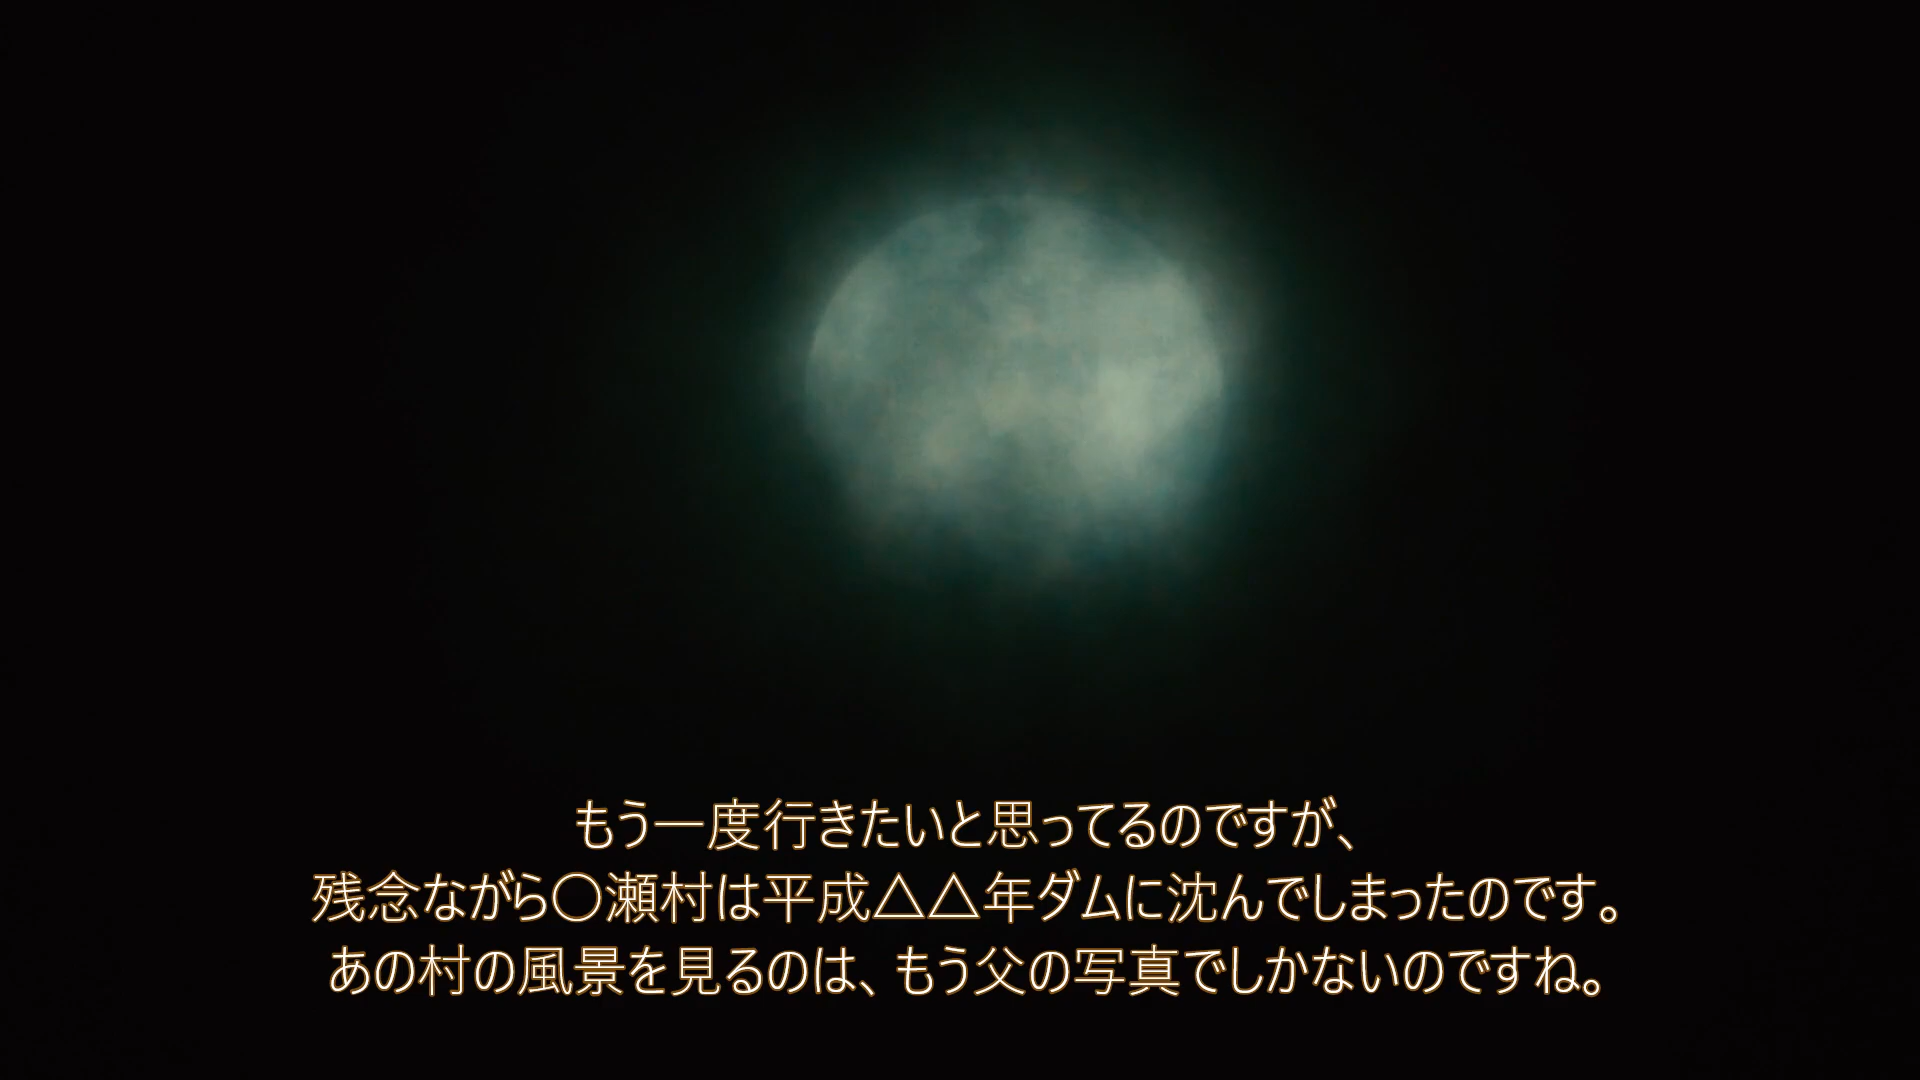 もう一度行きたいと思ってるのですが、
残念ながら〇瀬村は平成△△年ダムに沈んでしまったのです。
あの村の風景を見るのは、もう父の写真でしかないのですね。